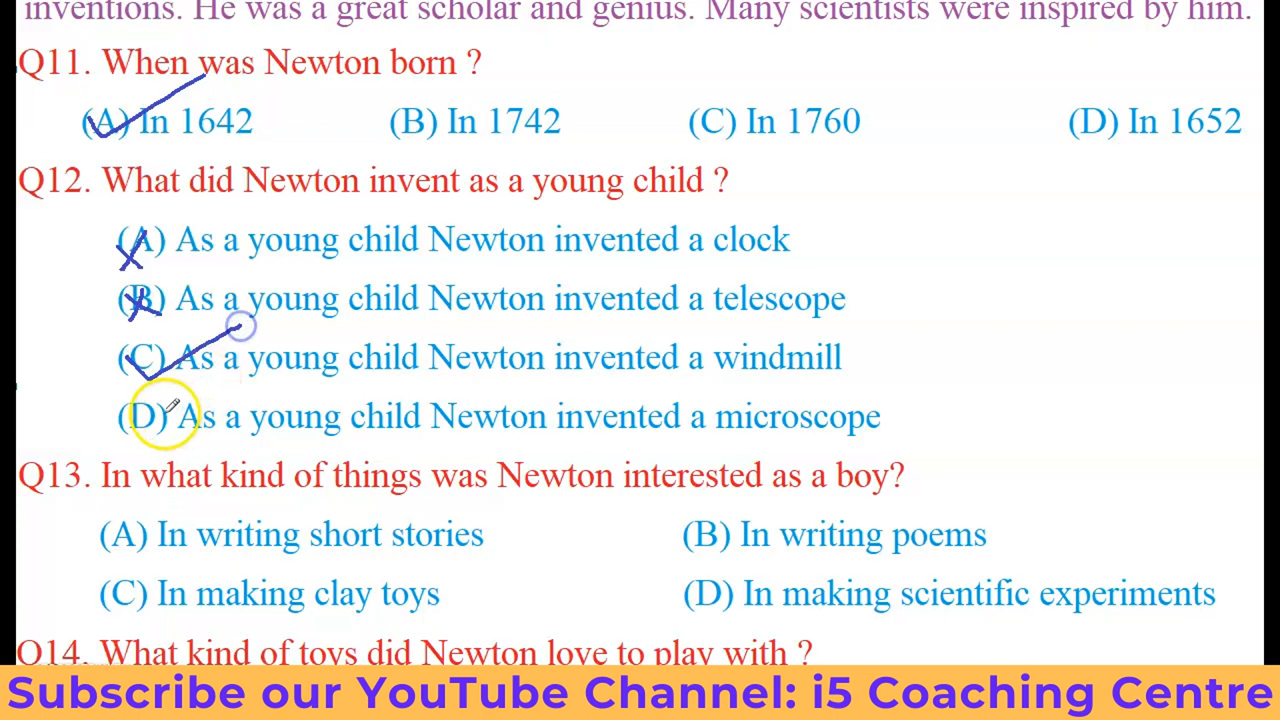 inventions. He was a great scholar and genius. Many scientists were inspired by him.
Q11. When was Newton born ?
(A) In 1642 (B) In 1742 (C) In 1760 (D) In 1652
Q12. What did Newton invent as a young child ?
(A) As a young child Newton invented a clock
(B) As a young child Newton invented a telescope
(C) As a young child Newton invented a windmill
(D) As a young child Newton invented a microscope
Q13. In what kind of things was Newton interested as a boy?
(A) In writing short stories (B) In writing poems
(C) In making clay toys (D) In making scientific experiments
Q14. What kind of toys did Newton love to play with ?
Subscribe our YouTube Channel: i5 Coaching Centre